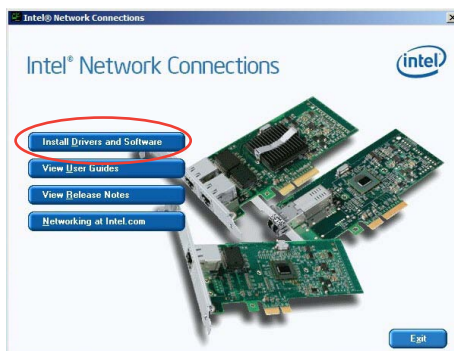 Intel® Network Connections
Intel® Network Connections
intel
Install Drivers and Software
View User Guides
View Release Notes
Networking at Intel.com
Exit